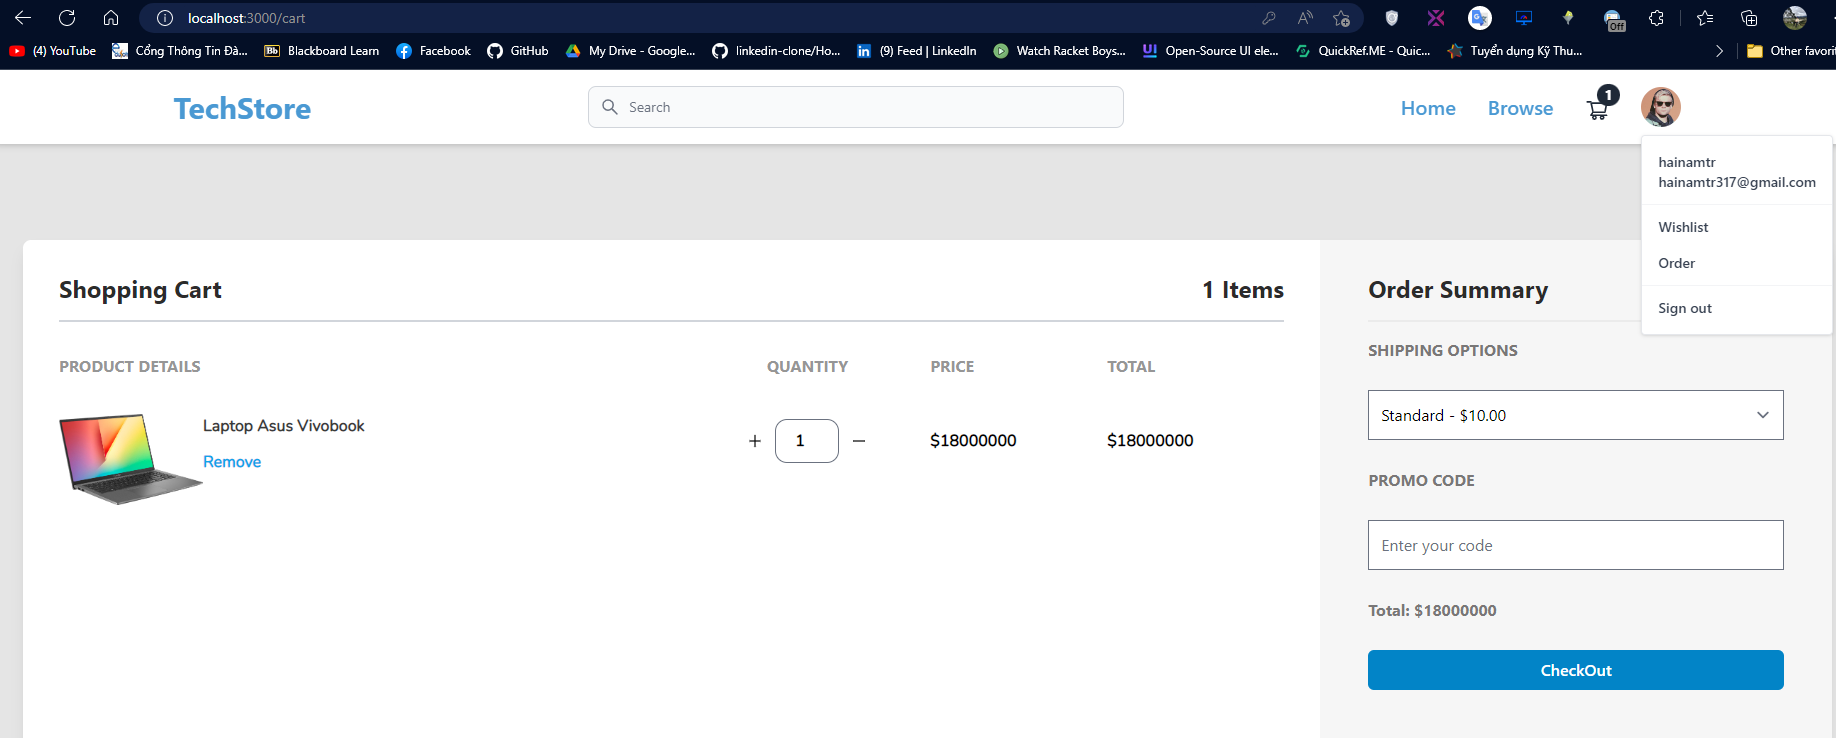 localhost:3000/cart
Off
(4) YouTube
Cổng Thông Tin Đà...
Bb Blackboard Learn
Facebook
GitHub
My Drive - Google...
linkedin-clone/Ho...
(9) Feed | LinkedIn
Watch Racket Boys...
Open-Source UI ele...
QuickRef.ME - Quic...
Tuyển dụng Kỹ Thu...
Other favorit
TechStore
Search
Home
Browse
1
hainamtr
hainamtr317@gmail.com
Wishlist
Order
Sign out
Shopping Cart
1 Items
PRODUCT DETAILS
QUANTITY
PRICE
TOTAL
Laptop Asus Vivobook
Remove
+ 1 −
$18000000
$18000000
Order Summary
SHIPPING OPTIONS
Standard - $10.00
PROMO CODE
Enter your code
Total: $18000000
CheckOut